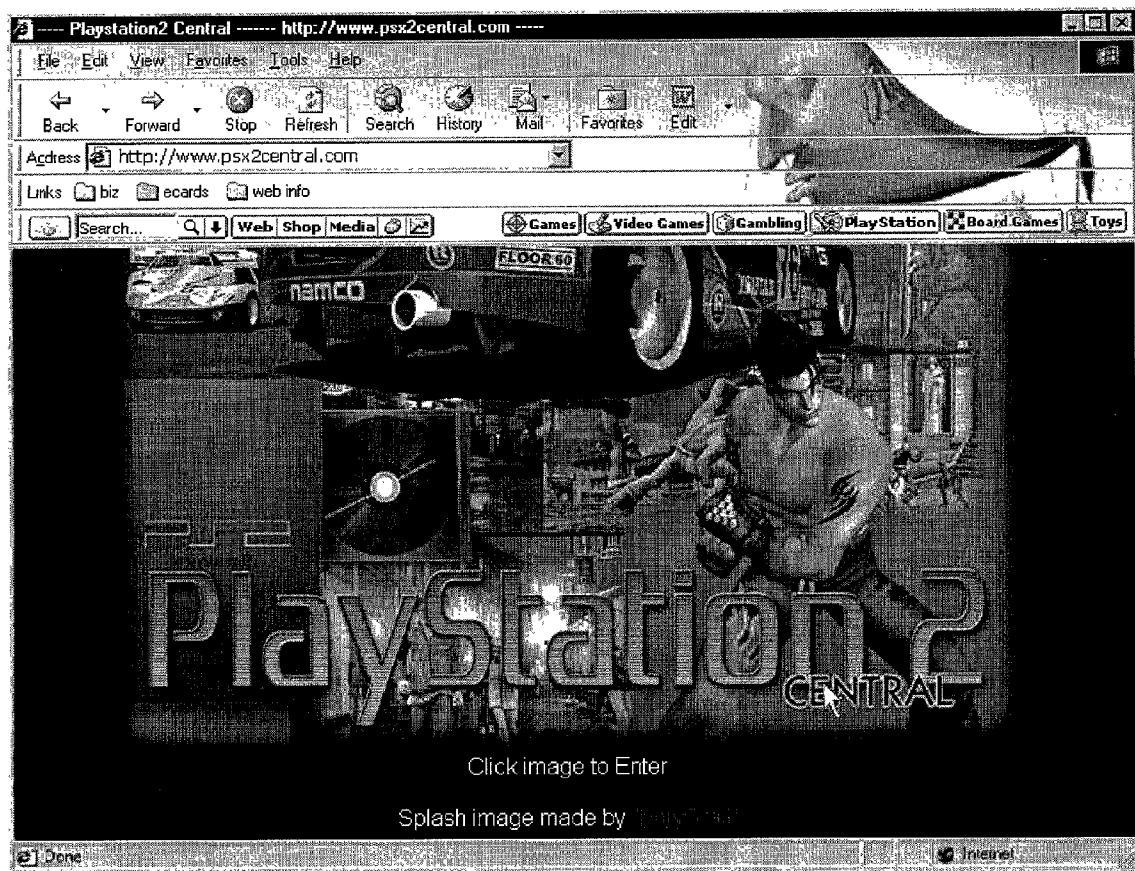 ----- Playstation2 Central ------- http://www.psx2central.com -----
File Edit View Favorites Tools Help
Back Forward Stop Refresh Search History Mail Favorites Edit
Address http://www.psx2central.com
Links biz ecards web info
Search... Web Shop Media Games Video Games Gambling PlayStation Board Games Toys
FLOOR 60
namco
PlayStation 2
CENTRAL
Click image to Enter
Splash image made by
Done Internet